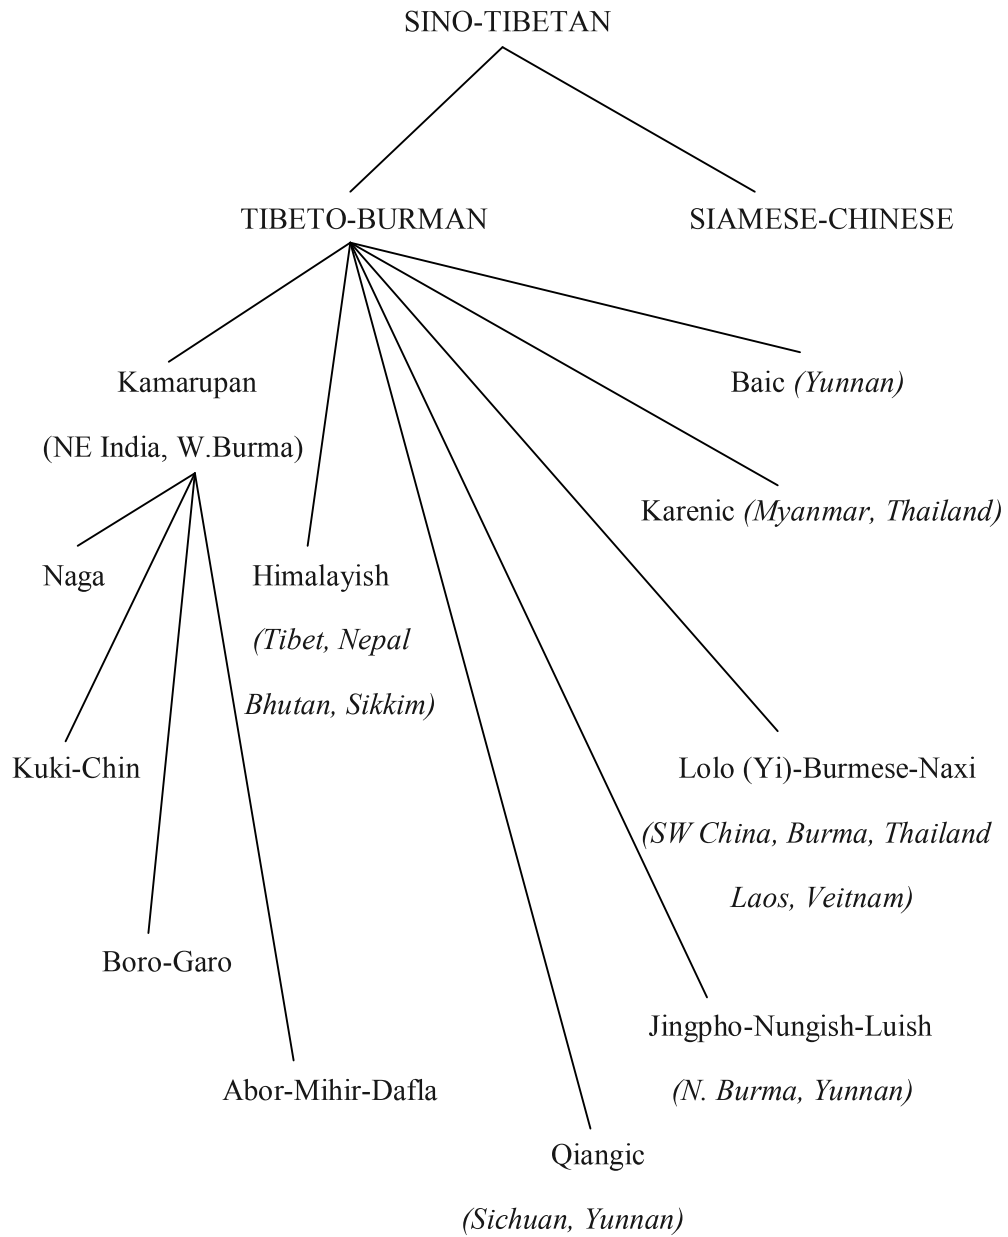 SINO-TIBETAN
TIBETO-BURMAN
SIAMESE-CHINESE
Kamarupan
(NE India, W.Burma)
Baic (Yunnan)
Karenic (Myanmar, Thailand)
Naga
Himalayish
(Tibet, Nepal
Bhutan, Sikkim)
Kuki-Chin
Lolo (Yi)-Burmese-Naxi
(SW China, Burma, Thailand
Laos, Veitnam)
Boro-Garo
Jingpho-Nungish-Luish
(N. Burma, Yunnan)
Abor-Mihir-Dafla
Qiangic
(Sichuan, Yunnan)